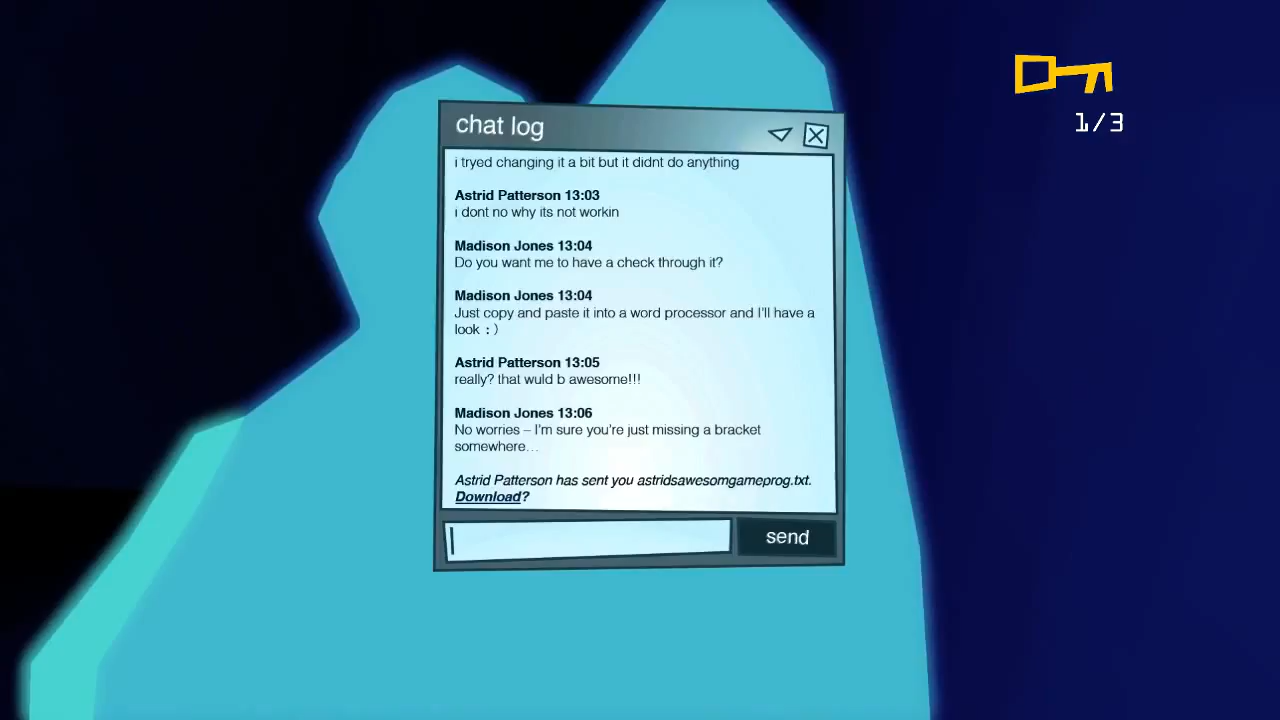 1/3
chat log
i tryed changing it a bit but it didnt do anything
Astrid Patterson 13:03
i dont no why its not workin
Madison Jones 13:04
Do you want me to have a check through it?
Madison Jones 13:04
Just copy and paste it into a word processor and I'll have a
look : )
Astrid Patterson 13:05
really? that wuld b awesome!!!
Madison Jones 13:06
No worries – I'm sure you're just missing a bracket
somewhere…
Astrid Patterson has sent you astridsawesomgameprog.txt.
Download?
send